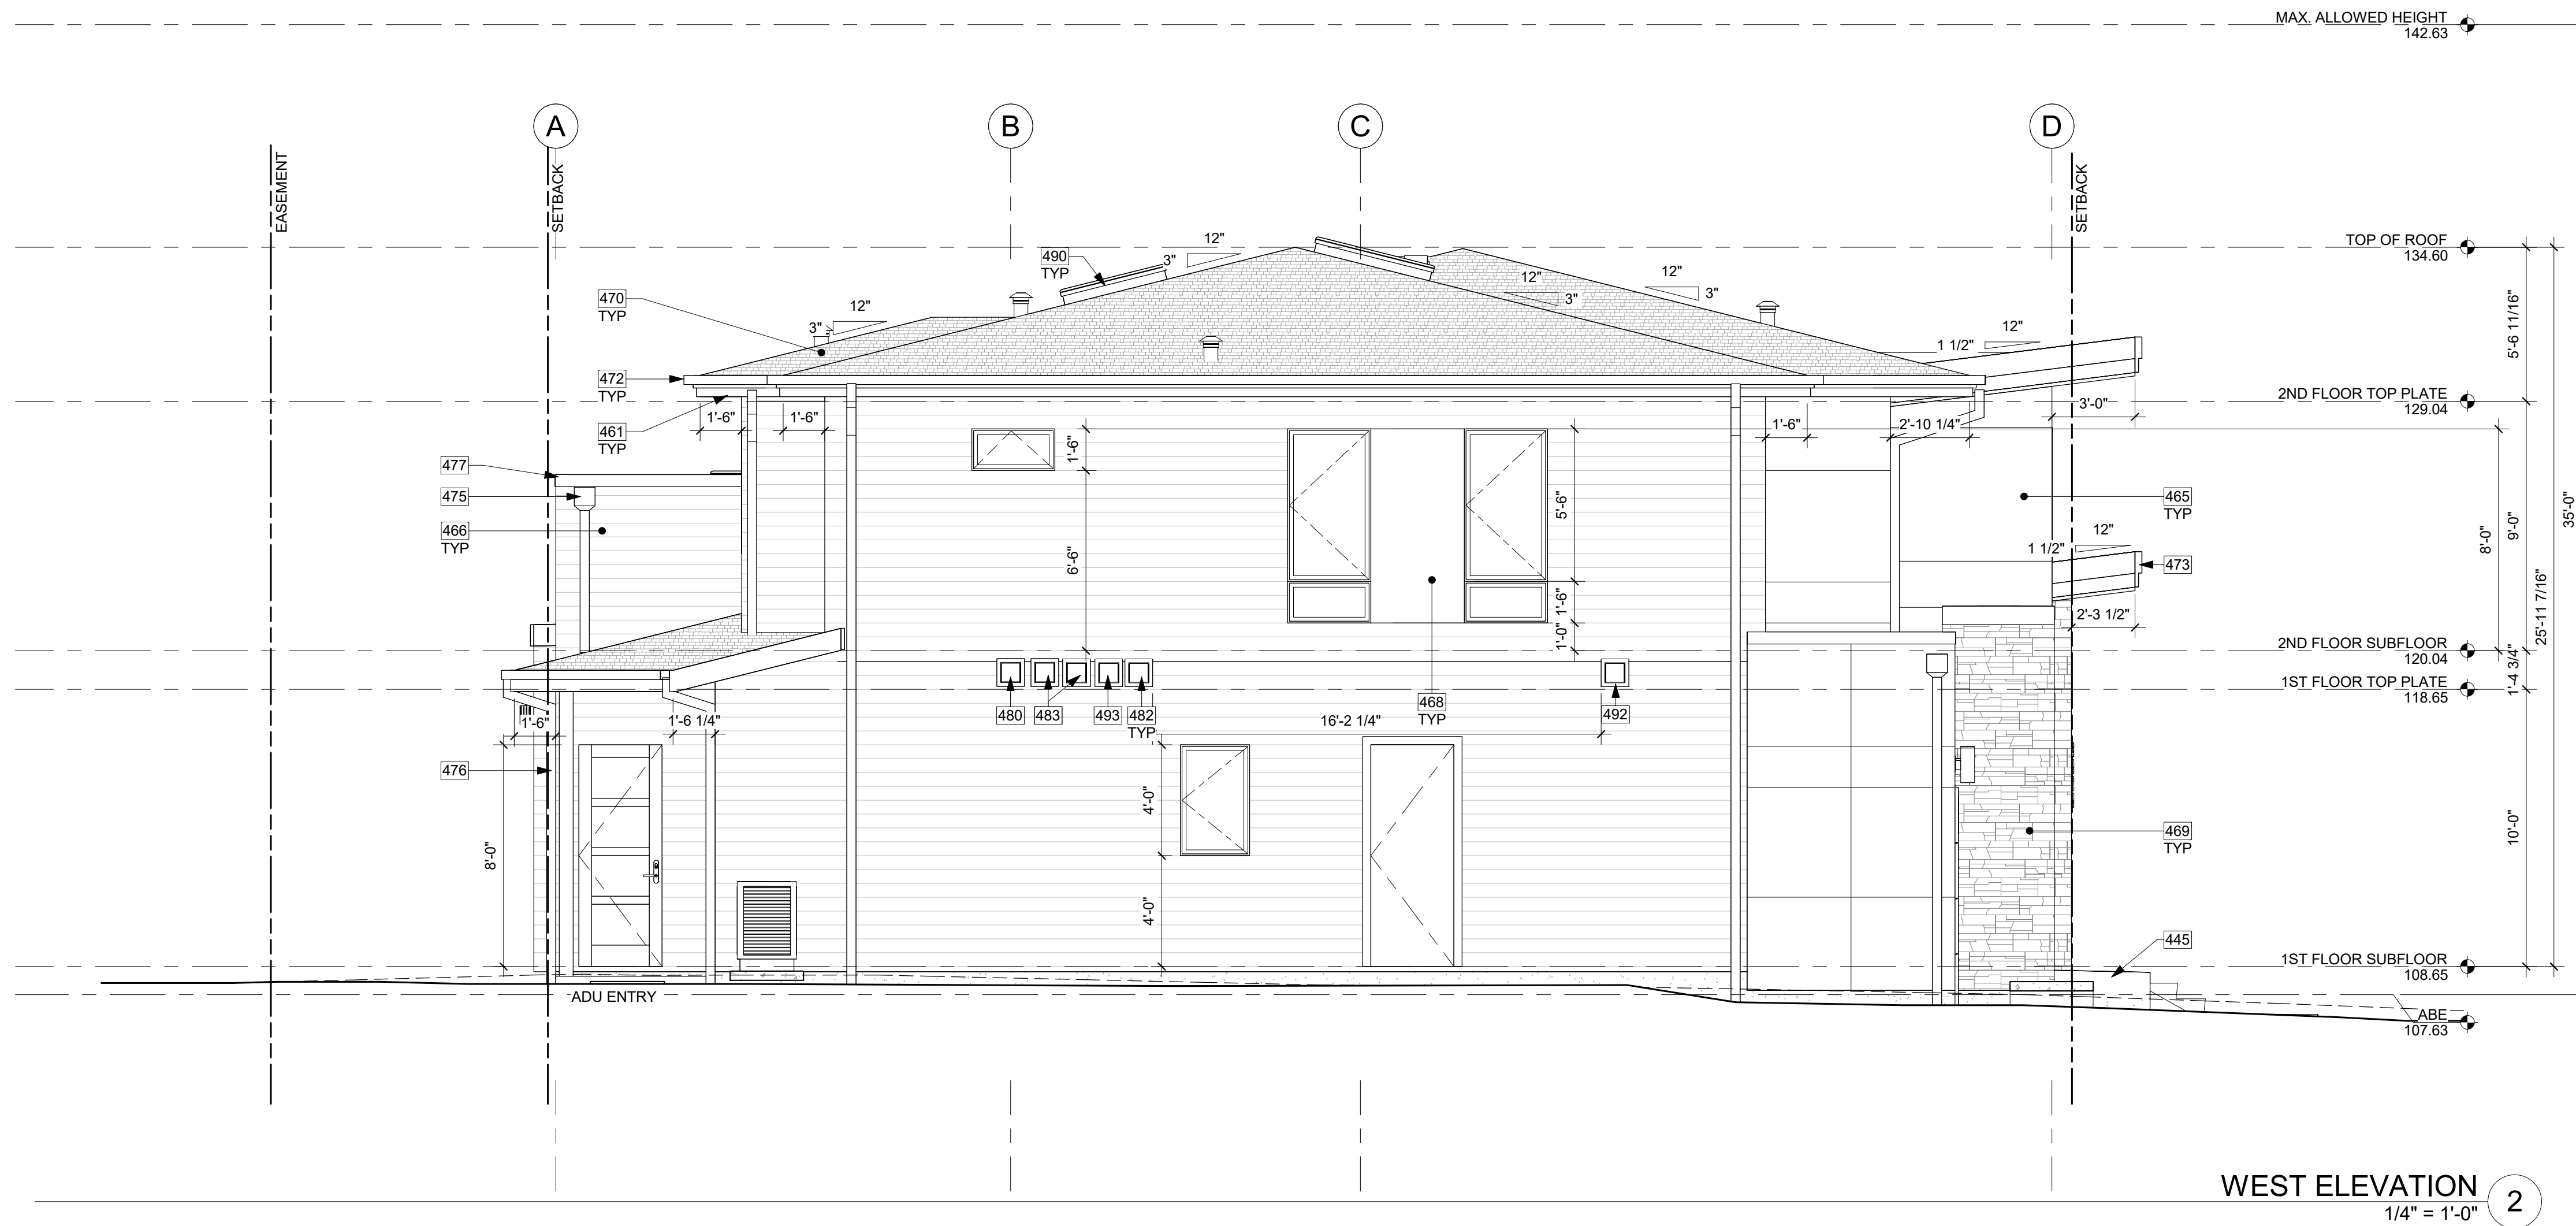 MAX. ALLOWED HEIGHT
142.63
A
B
C
D
EASEMENT
SETBACK
SETBACK
TOP OF ROOF
134.60
490
TYP
12"
3"
12"
3"
12"
3"
470
TYP
12"
3"
12"
1 1/2"
5'-6 11/16"
472
TYP
2ND FLOOR TOP PLATE
129.04
461
TYP
1'-6"
1'-6"
1'-6"
2'-10 1/4"
3'-0"
477
475
466
TYP
1'-6"
6'-6"
5'-6"
1'-6"
1'-0"
465
TYP
12"
1 1/2"
473
2'-3 1/2"
8'-0"
9'-0"
35'-0"
25'-11 7/16"
2ND FLOOR SUBFLOOR
120.04
1'-4 3/4"
1ST FLOOR TOP PLATE
118.65
480
483
493
482
TYP
468
TYP
492
16'-2 1/4"
1'-6"
1'-6 1/4"
476
8'-0"
4'-0"
4'-0"
469
TYP
10'-0"
445
1ST FLOOR SUBFLOOR
108.65
ADU ENTRY
ABE
107.63
WEST ELEVATION
2
1/4" = 1'-0"